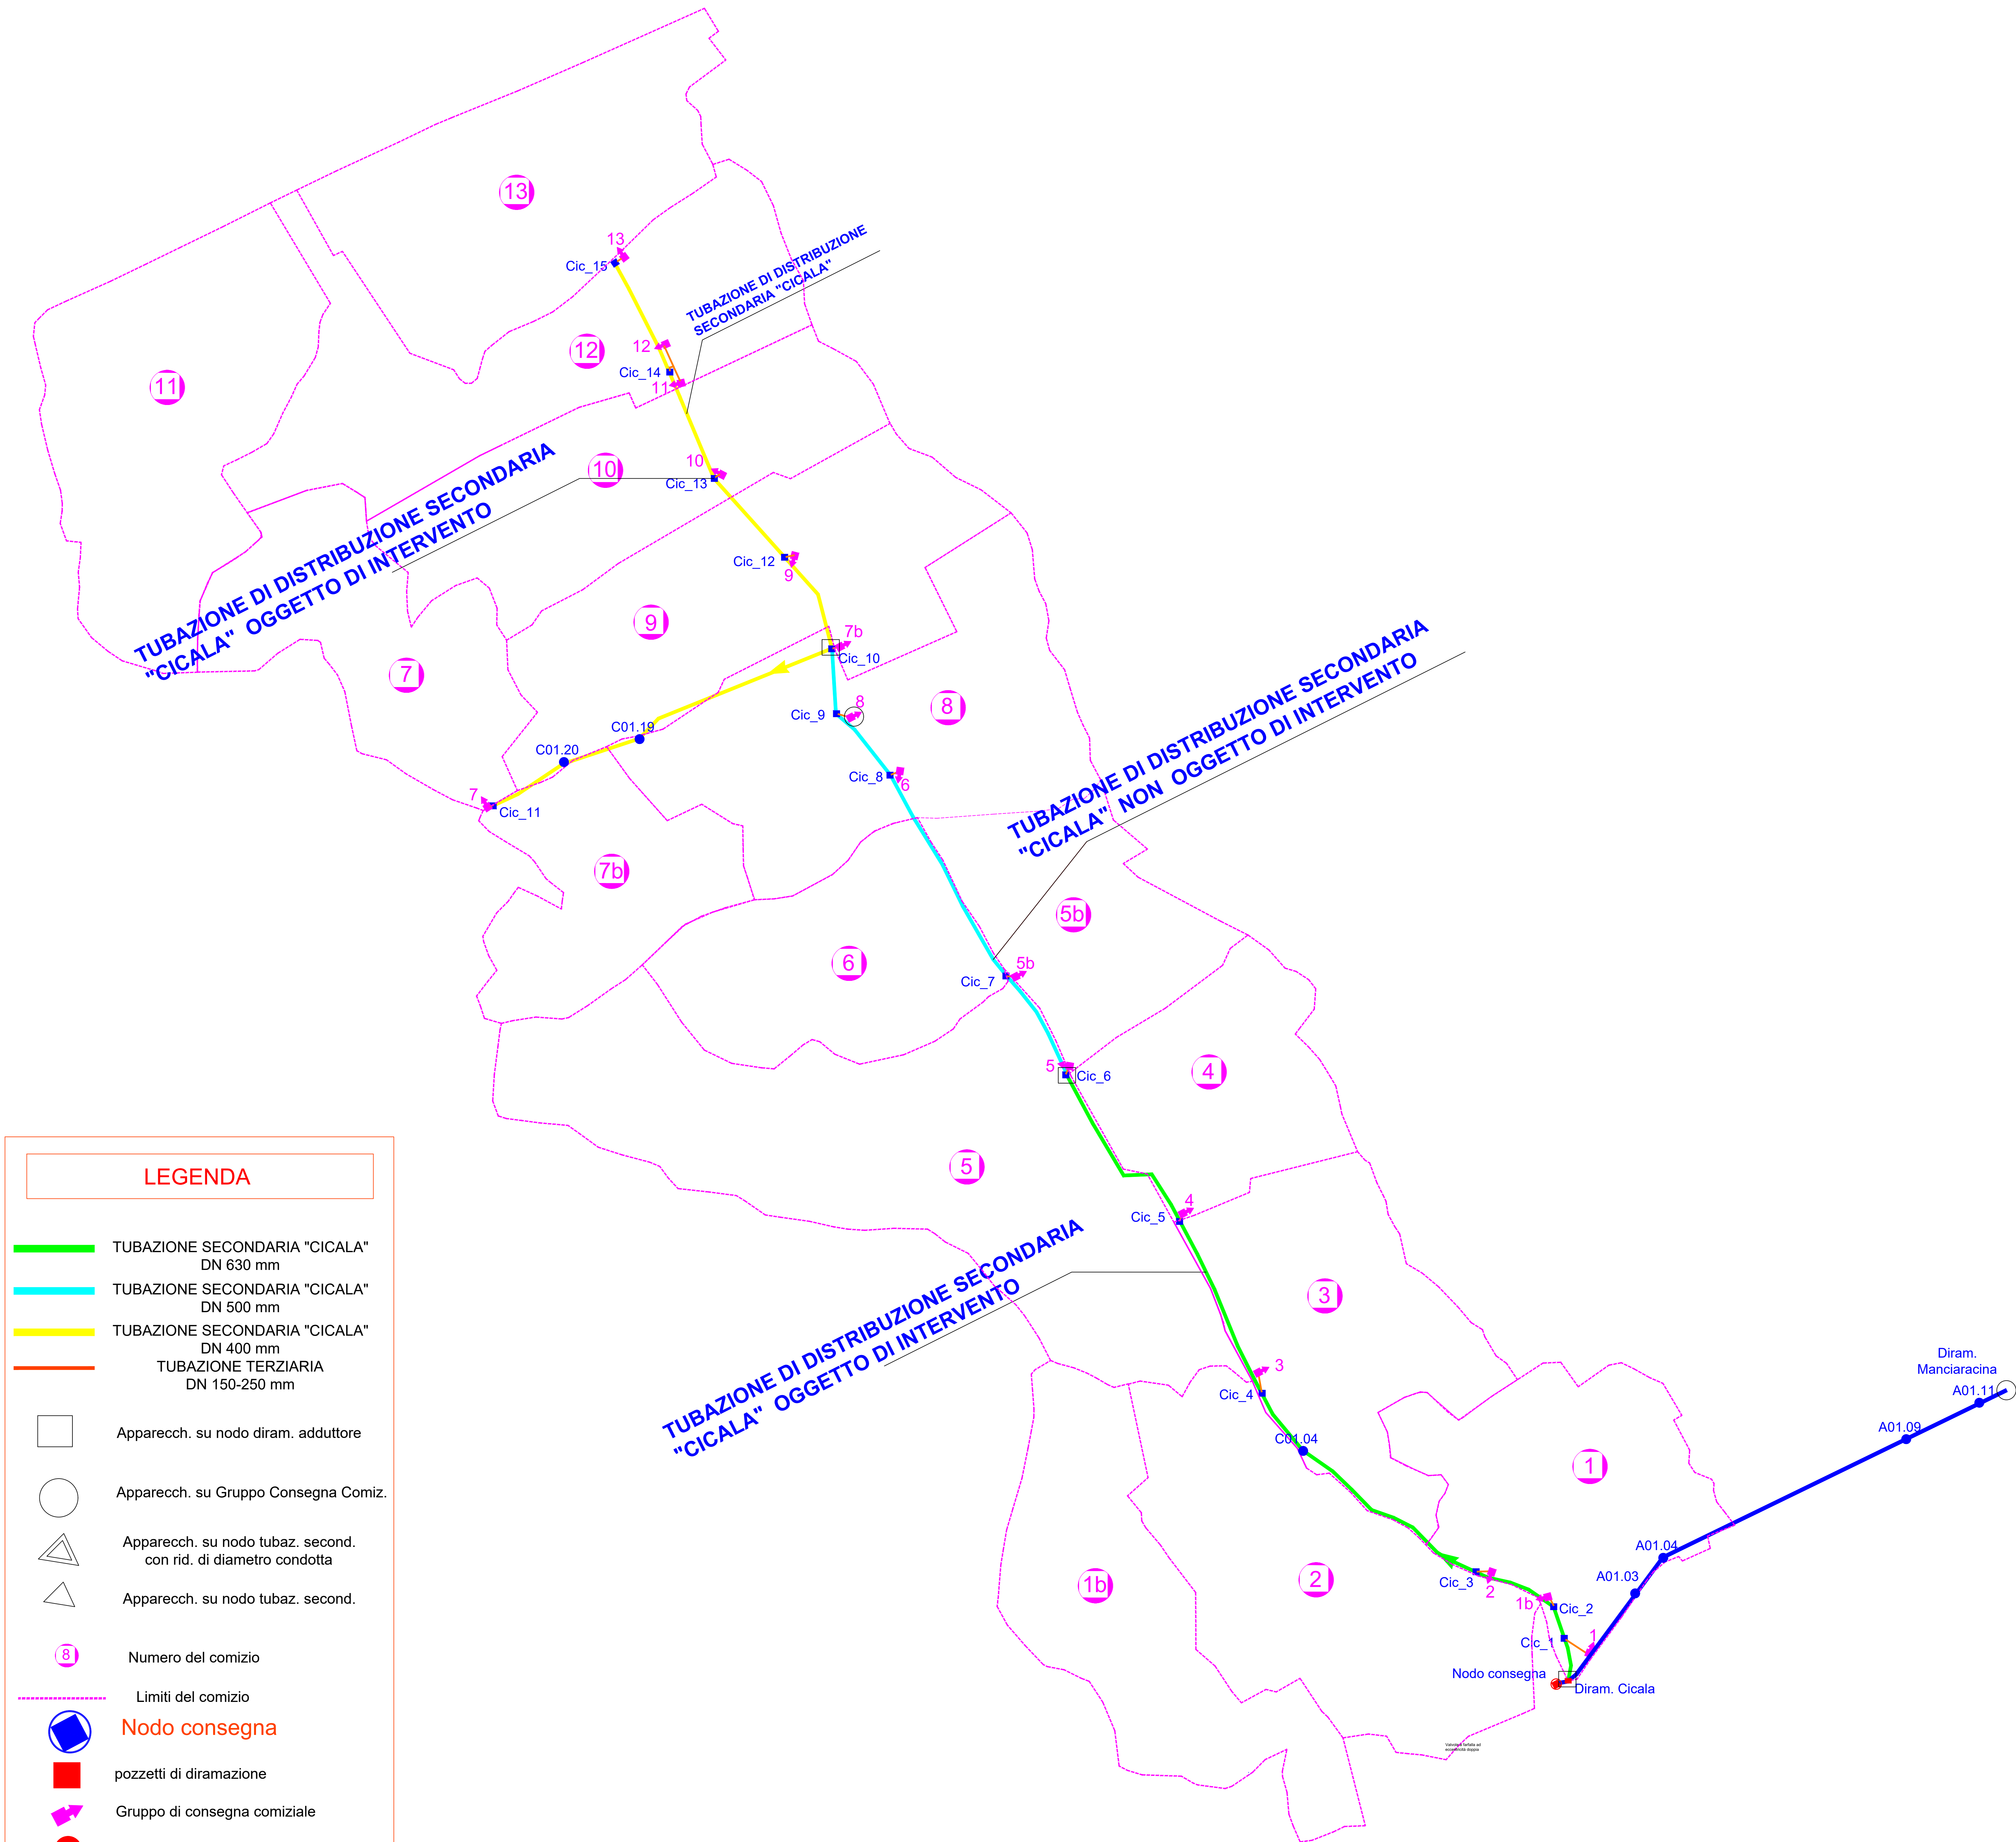 13
13
Cic_15
TUBAZIONE DI DISTRIBUZIONE
SECONDARIA "CICALA"
12
12
Cic_14
11
11
TUBAZIONE DI DISTRIBUZIONE SECONDARIA
"CICALA" OGGETTO DI INTERVENTO
10
10
Cic_13
Cic_12
9
9
7b
Cic_10
7
8
Cic_9
8
C01.19
C01.20
Cic_8
6
7
Cic_11
TUBAZIONE DI DISTRIBUZIONE SECONDARIA
"CICALA" NON OGGETTO DI INTERVENTO
7b
5b
6
5b
Cic_7
5
Cic_6
4
5
4
Cic_5
TUBAZIONE DI DISTRIBUZIONE SECONDARIA
"CICALA" OGGETTO DI INTERVENTO
3
3
Cic_4
C01.04
Diram.
Manciaracina
A01.11
A01.09
1
A01.04
A01.03
1b
2
Cic_3
2
1b
Cic_2
Cic_1
1
Nodo consegna
Diram. Cicala
Valvola a farfalla ad
eccentricità doppia
LEGENDA
TUBAZIONE SECONDARIA "CICALA"
DN 630 mm
TUBAZIONE SECONDARIA "CICALA"
DN 500 mm
TUBAZIONE SECONDARIA "CICALA"
DN 400 mm
TUBAZIONE TERZIARIA
DN 150-250 mm
Apparecch. su nodo diram. adduttore
Apparecch. su Gruppo Consegna Comiz.
Apparecch. su nodo tubaz. second.
con rid. di diametro condotta
Apparecch. su nodo tubaz. second.
8
Numero del comizio
Limiti del comizio
Nodo consegna
pozzetti di diramazione
Gruppo di consegna comiziale